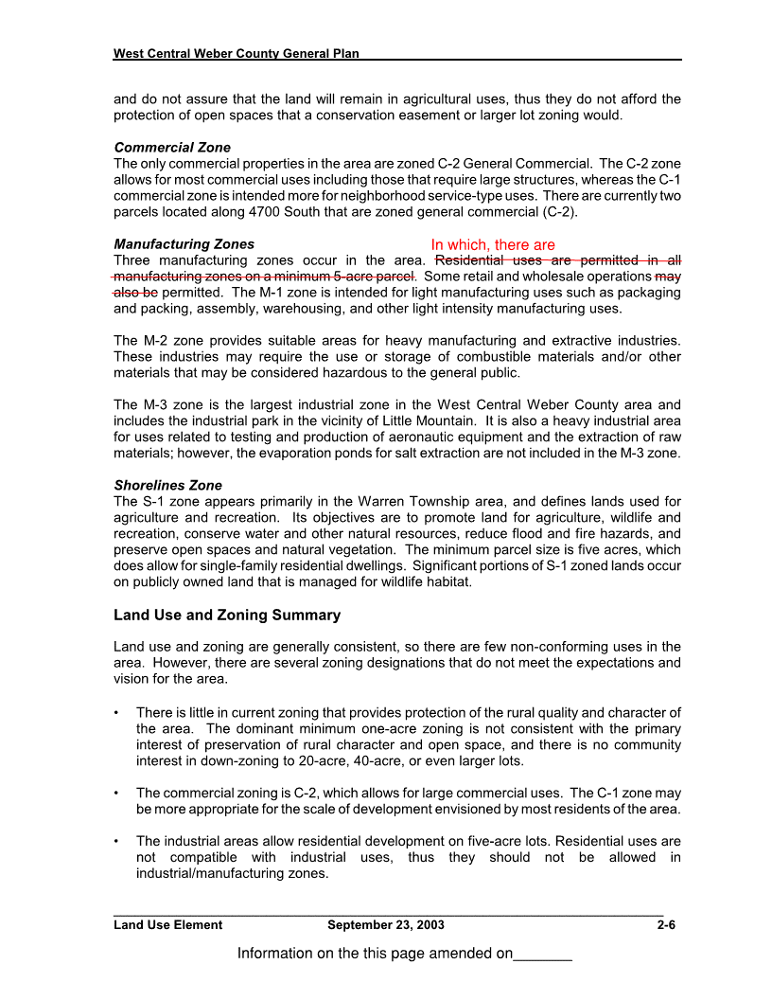 West Central Weber County General Plan
and do not assure that the land will remain in agricultural uses, thus they do not afford the
protection of open spaces that a conservation easement or larger lot zoning would.
Commercial Zone
The only commercial properties in the area are zoned C-2 General Commercial. The C-2 zone
allows for most commercial uses including those that require large structures, whereas the C-1
commercial zone is intended more for neighborhood service-type uses. There are currently two
parcels located along 4700 South that are zoned general commercial (C-2).
Manufacturing Zones
In which, there are
Three manufacturing zones occur in the area. Residential uses are permitted in all
manufacturing zones on a minimum 5-acre parcel. Some retail and wholesale operations may
also be permitted. The M-1 zone is intended for light manufacturing uses such as packaging
and packing, assembly, warehousing, and other light intensity manufacturing uses.
The M-2 zone provides suitable areas for heavy manufacturing and extractive industries.
These industries may require the use or storage of combustible materials and/or other
materials that may be considered hazardous to the general public.
The M-3 zone is the largest industrial zone in the West Central Weber County area and
includes the industrial park in the vicinity of Little Mountain. It is also a heavy industrial area
for uses related to testing and production of aeronautic equipment and the extraction of raw
materials; however, the evaporation ponds for salt extraction are not included in the M-3 zone.
Shorelines Zone
The S-1 zone appears primarily in the Warren Township area, and defines lands used for
agriculture and recreation. Its objectives are to promote land for agriculture, wildlife and
recreation, conserve water and other natural resources, reduce flood and fire hazards, and
preserve open spaces and natural vegetation. The minimum parcel size is five acres, which
does allow for single-family residential dwellings. Significant portions of S-1 zoned lands occur
on publicly owned land that is managed for wildlife habitat.
Land Use and Zoning Summary
Land use and zoning are generally consistent, so there are few non-conforming uses in the
area. However, there are several zoning designations that do not meet the expectations and
vision for the area.
• There is little in current zoning that provides protection of the rural quality and character of
the area. The dominant minimum one-acre zoning is not consistent with the primary
interest of preservation of rural character and open space, and there is no community
interest in down-zoning to 20-acre, 40-acre, or even larger lots.
• The commercial zoning is C-2, which allows for large commercial uses. The C-1 zone may
be more appropriate for the scale of development envisioned by most residents of the area.
• The industrial areas allow residential development on five-acre lots. Residential uses are
not compatible with industrial uses, thus they should not be allowed in
industrial/manufacturing zones.
Land Use Element September 23, 2003 2-6
Information on the this page amended on_______